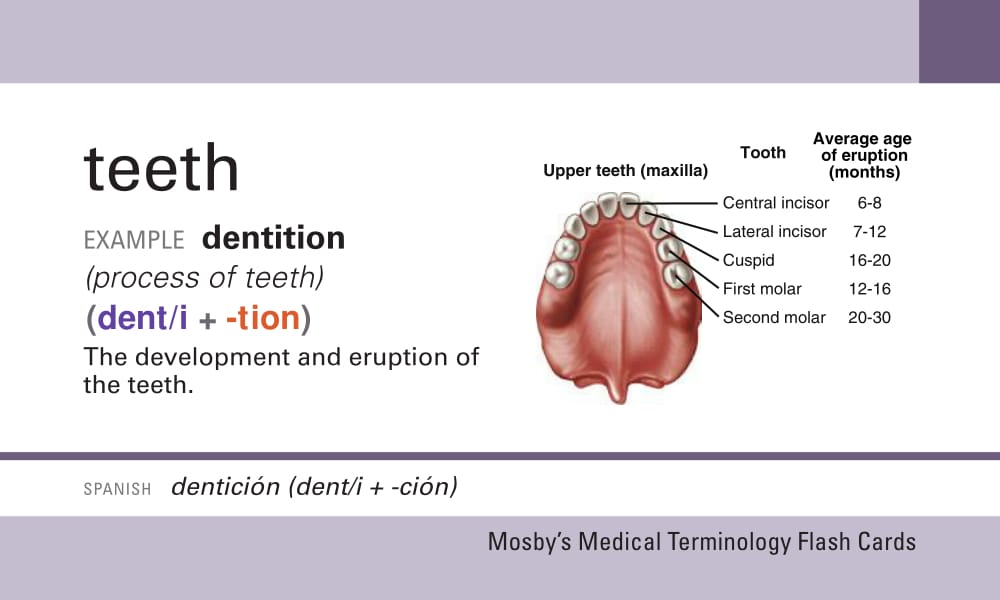 teeth
EXAMPLE dentition
(process of teeth)
(dent/i + -tion)
The development and eruption of
the teeth.
Upper teeth (maxilla)
Tooth
Average age
of eruption
(months)
Central incisor 6-8
Lateral incisor 7-12
Cuspid 16-20
First molar 12-16
Second molar 20-30
SPANISH dentición (dent/i + -ción)
Mosby’s Medical Terminology Flash Cards